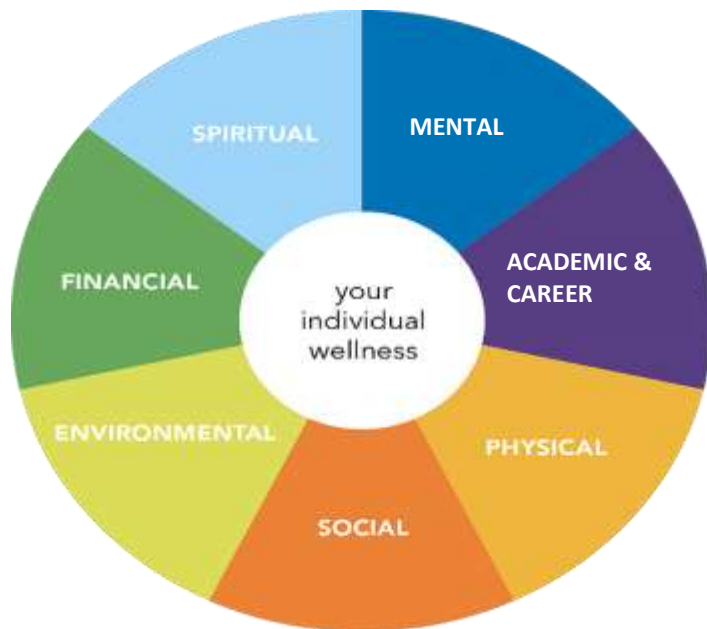 SPIRITUAL
MENTAL
ACADEMIC &
CAREER
PHYSICAL
SOCIAL
ENVIRONMENTAL
FINANCIAL
your
individual
wellness